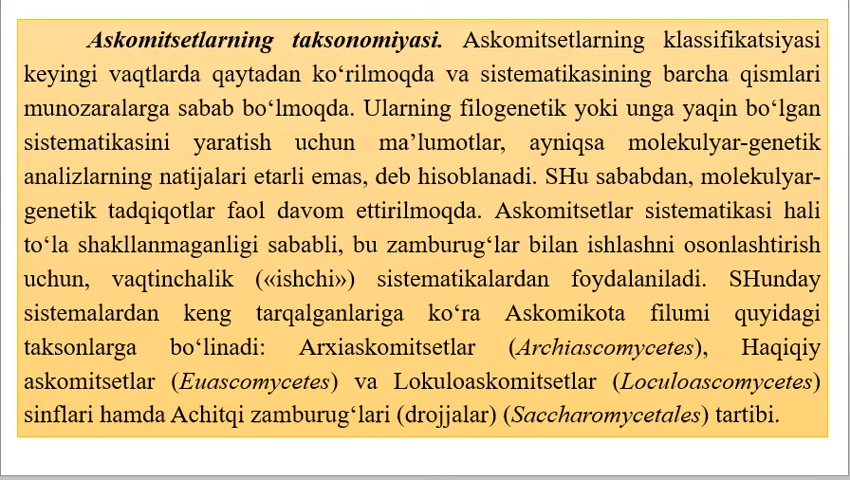 Askomitsetlarning taksonomiyasi. Askomitsetlarning klassifikatsiyasi
keyingi vaqtlarda qaytadan ko‘rilmoqda va sistematikasining barcha qismlari
munozaralarga sabab bo‘lmoqda. Ularning filogenetik yoki unga yaqin bo‘lgan
sistematikasini yaratish uchun ma’lumotlar, ayniqsa molekulyar-genetik
analizlarning natijalari etarli emas, deb hisoblanadi. SHu sababdan, molekulyar-
genetik tadqiqotlar faol davom ettirilmoqda. Askomitsetlar sistematikasi hali
to‘la shakllanmaganligi sababli, bu zamburug‘lar bilan ishlashni osonlashtirish
uchun, vaqtinchalik («ishchi») sistematikalardan foydalaniladi. SHunday
sistemalardan keng tarqalganlariga ko‘ra Askomikota filumi quyidagi
taksonlarga bo‘linadi: Arxiaskomitsetlar (Archiascomycetes), Haqiqiy
askomitsetlar (Euascomycetes) va Lokuloaskomitsetlar (Loculoascomycetes)
sinflari hamda Achitqi zamburug‘lari (drojjalar) (Saccharomycetales) tartibi.